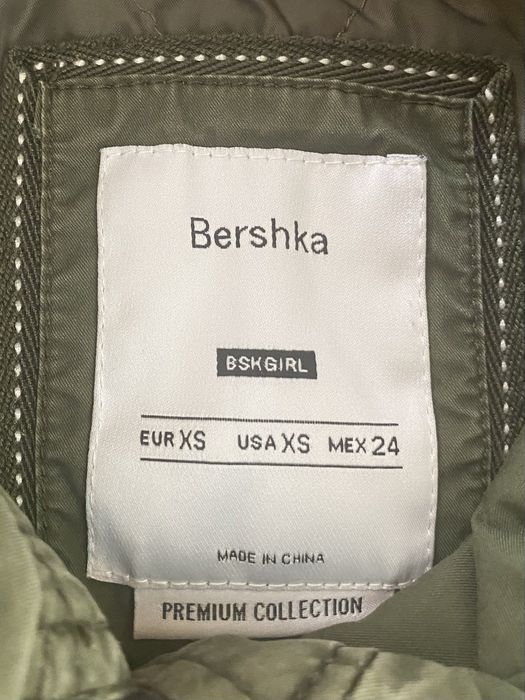 Bershka
BSKGIRL
EUR XS USA XS MEX 24
MADE IN CHINA
PREMIUM COLLECTION